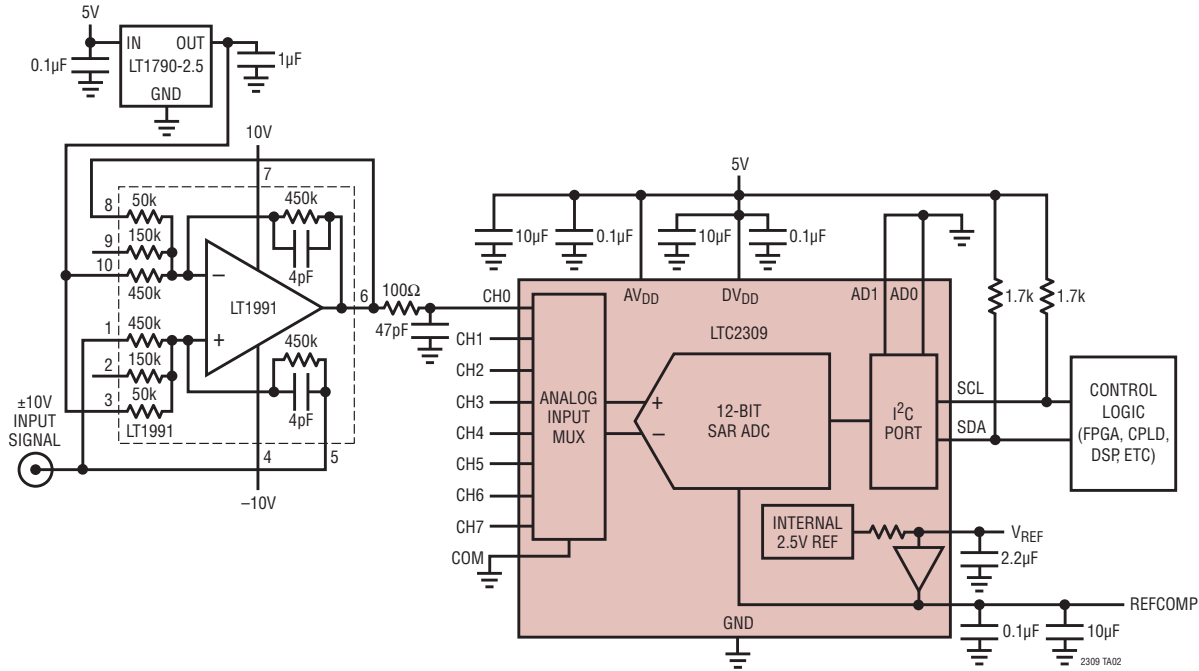 5V
IN
OUT
LT1790-2.5
GND
0.1µF
1µF
10V
7
8
50k
450k
9
150k
10
450k
4pF
–
LT1991
+
6
100Ω
47pF
1
450k
450k
2
150k
3
50k
4pF
LT1991
±10V
INPUT
SIGNAL
4
5
–10V
5V
10µF
0.1µF
10µF
0.1µF
1.7k
1.7k
CH0
CH1
CH2
CH3
CH4
CH5
CH6
CH7
COM
AVDD
DVDD
AD1
AD0
LTC2309
ANALOG
INPUT
MUX
+
–
12-BIT
SAR ADC
I2C
PORT
SCL
SDA
CONTROL
LOGIC
(FPGA, CPLD,
DSP, ETC)
INTERNAL
2.5V REF
VREF
2.2µF
REFCOMP
GND
0.1µF
10µF
2309 TA02